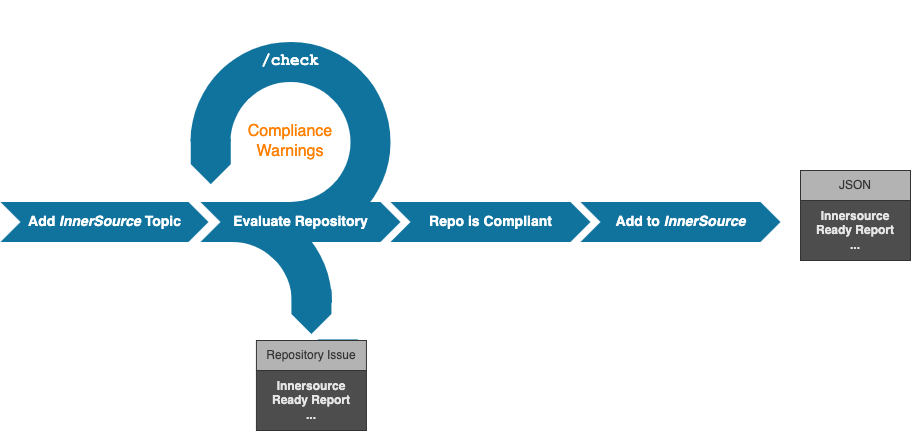 /check
Compliance
Warnings
Add InnerSource Topic
Evaluate Repository
Repo is Compliant
Add to InnerSource
JSON
Innersource
Ready Report
...
Repository Issue
Innersource
Ready Report
...